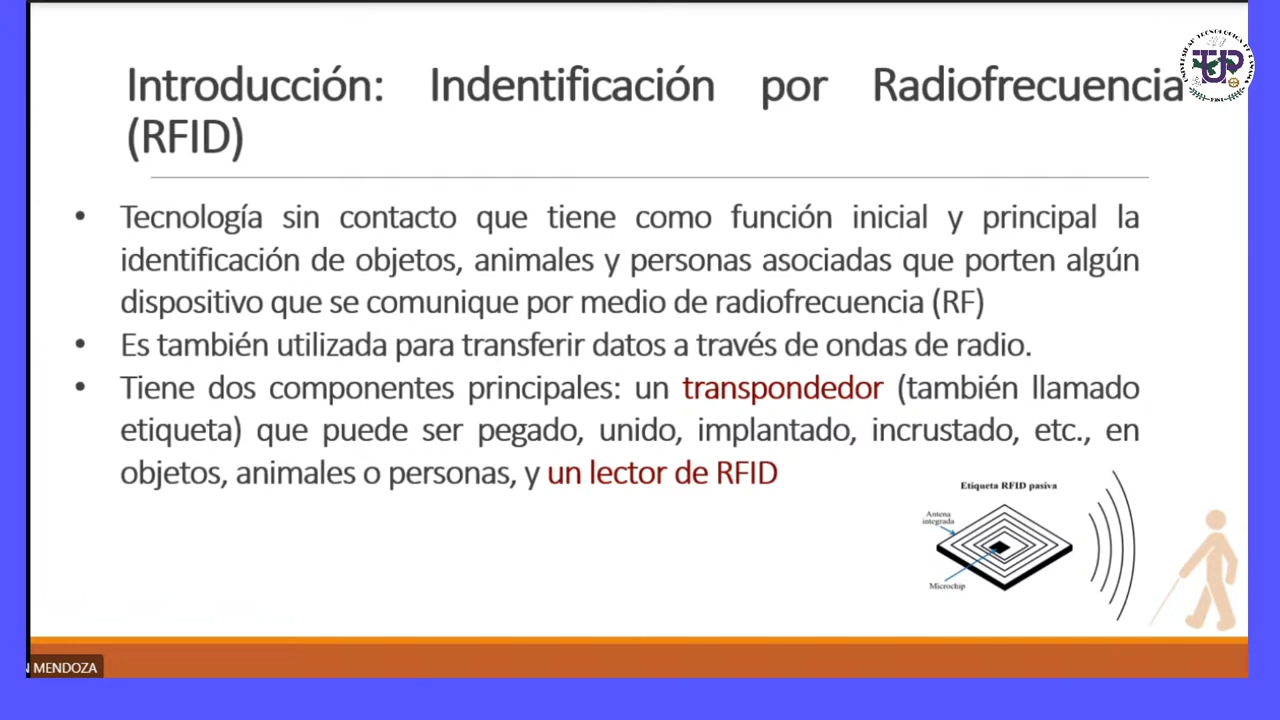 Introducción: Indentificación por Radiofrecuencia
(RFID)
• Tecnología sin contacto que tiene como función inicial y principal la
identificación de objetos, animales y personas asociadas que porten algún
dispositivo que se comunique por medio de radiofrecuencia (RF)
• Es también utilizada para transferir datos a través de ondas de radio.
• Tiene dos componentes principales: un transpondedor (también llamado
etiqueta) que puede ser pegado, unido, implantado, incrustado, etc., en
objetos, animales o personas, y un lector de RFID
Etiqueta RFID pasiva
Antena
integrada
Microchip
N MENDOZA
UTP